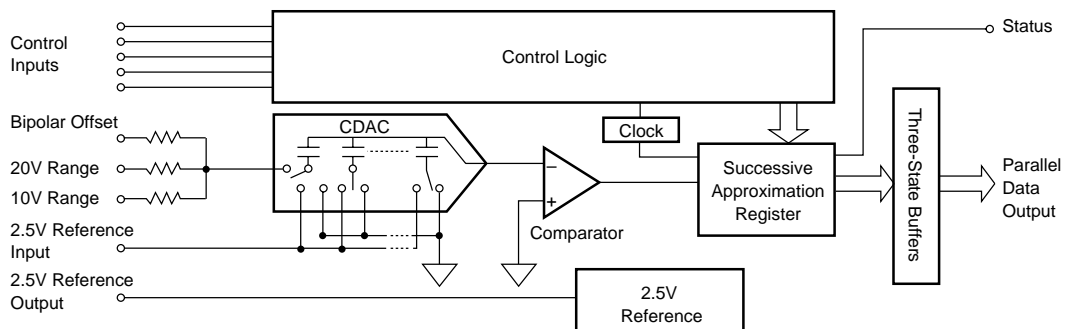 Control
Inputs
Control Logic
Status
Bipolar Offset
20V Range
10V Range
2.5V Reference
Input
2.5V Reference
Output
CDAC
Clock
–
+
Comparator
Successive
Approximation
Register
Three-State Buffers
Parallel
Data
Output
2.5V
Reference